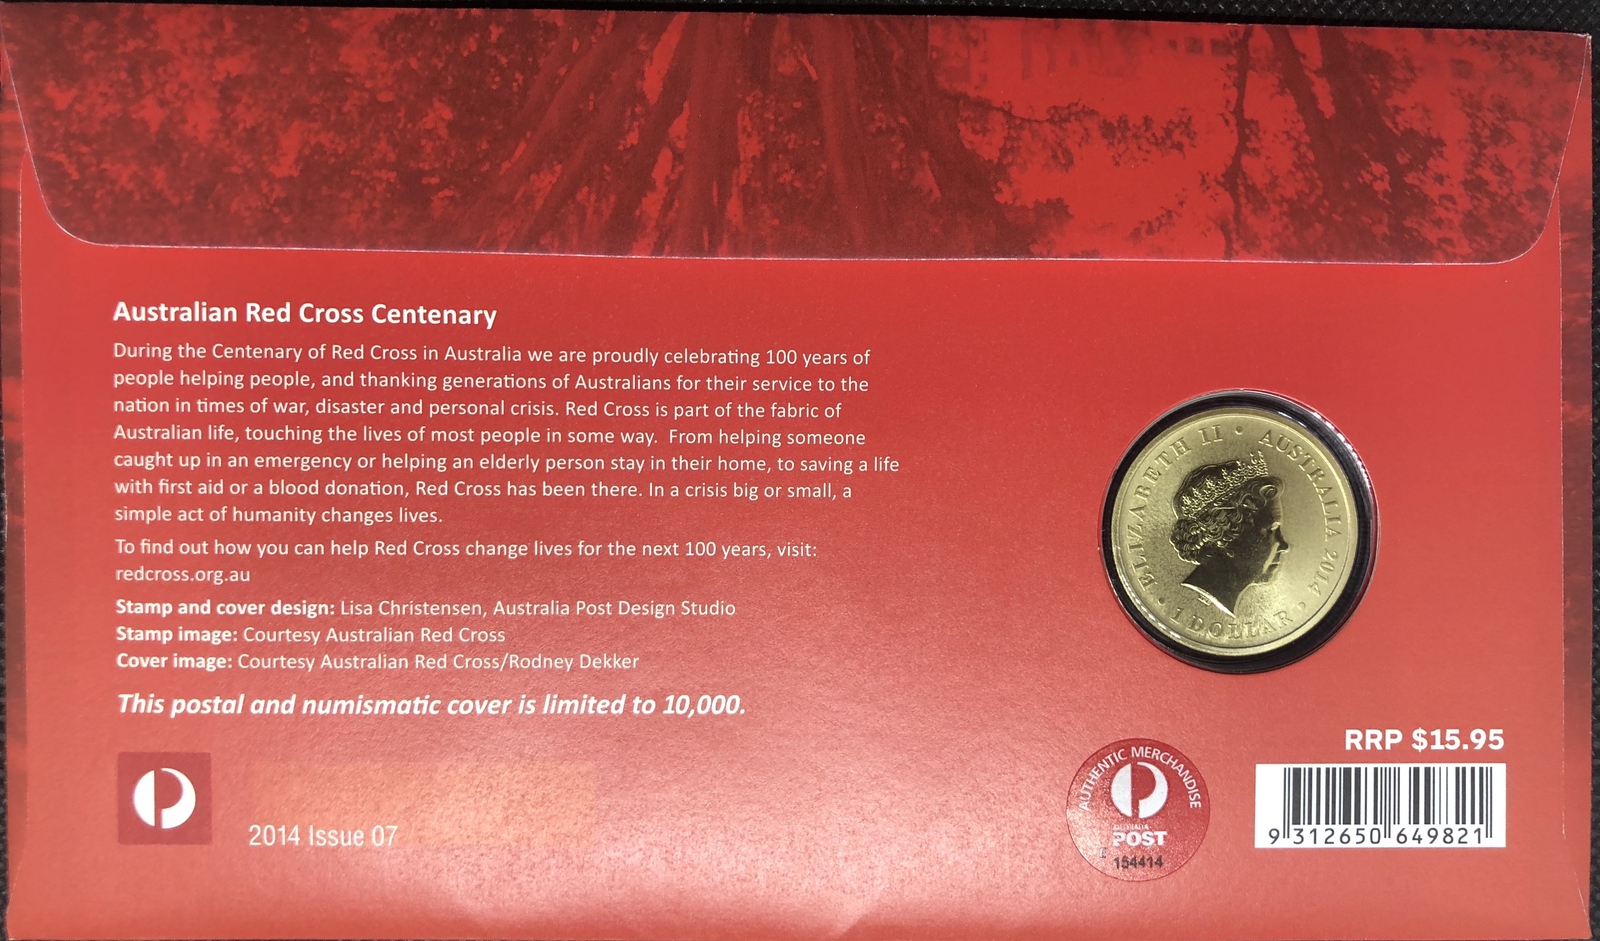 Australian Red Cross Centenary
During the Centenary of Red Cross in Australia we are proudly celebrating 100 years of
people helping people, and thanking generations of Australians for their service to the
nation in times of war, disaster and personal crisis. Red Cross is part of the fabric of
Australian life, touching the lives of most people in some way.  From helping someone
caught up in an emergency or helping an elderly person stay in their home, to saving a life
with first aid or a blood donation, Red Cross has been there. In a crisis big or small, a
simple act of humanity changes lives.
To find out how you can help Red Cross change lives for the next 100 years, visit:
redcross.org.au
Stamp and cover design: Lisa Christensen, Australia Post Design Studio
Stamp image: Courtesy Australian Red Cross
Cover image: Courtesy Australian Red Cross/Rodney Dekker
This postal and numismatic cover is limited to 10,000.
2014 Issue 07
ELIZABETH II • AUSTRALIA 2014
• 1 DOLLAR •
AUTHENTIC MERCHANDISE
AUSTRALIA
POST
154414
RRP $15.95
9 312650 649821